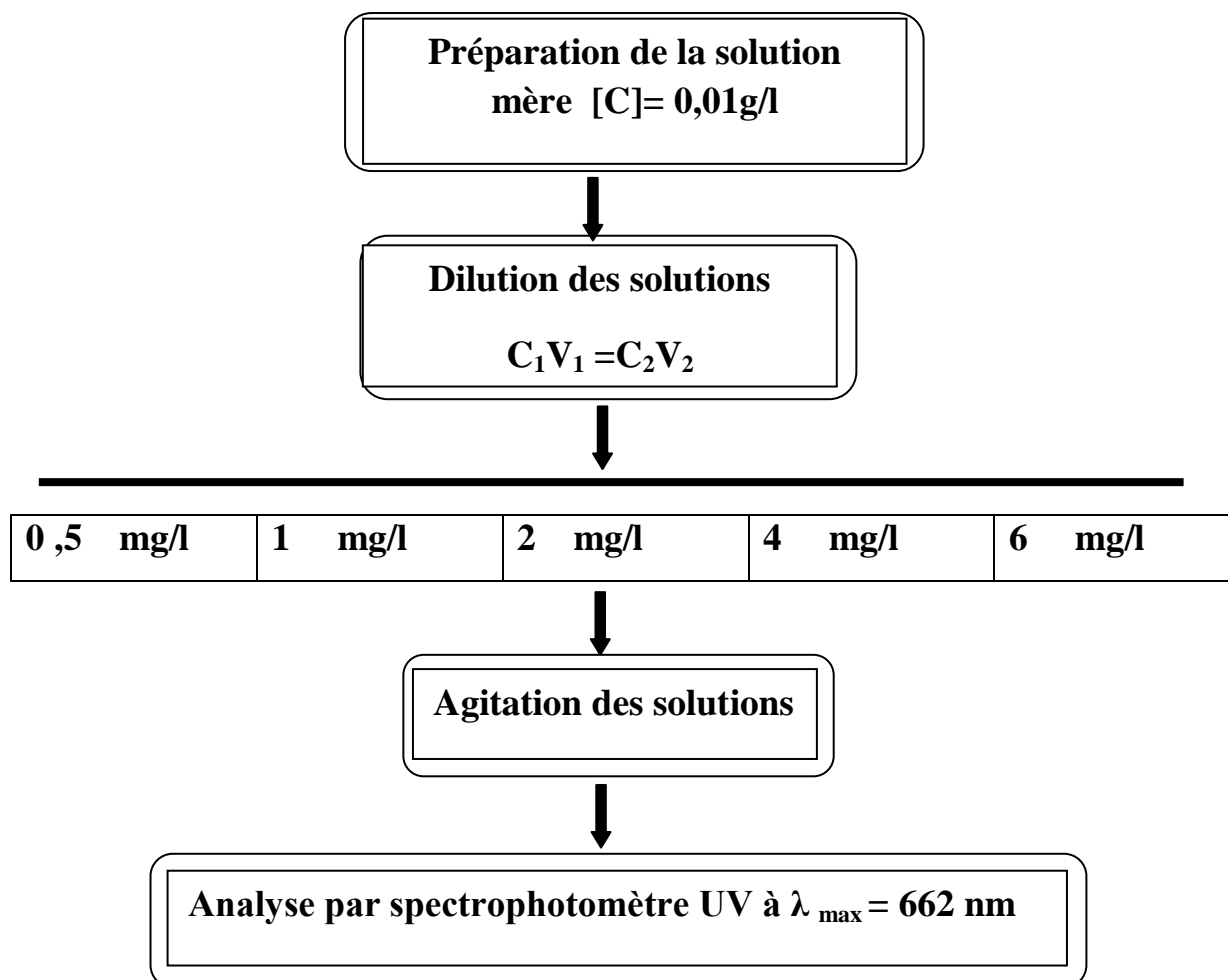 Préparation de la solution
mère [C]= 0,01g/l
Dilution des solutions
C₁V₁ =C₂V₂
0 ,5 mg/l 1 mg/l 2 mg/l 4 mg/l 6 mg/l
Agitation des solutions
Analyse par spectrophotomètre UV à λ max = 662 nm